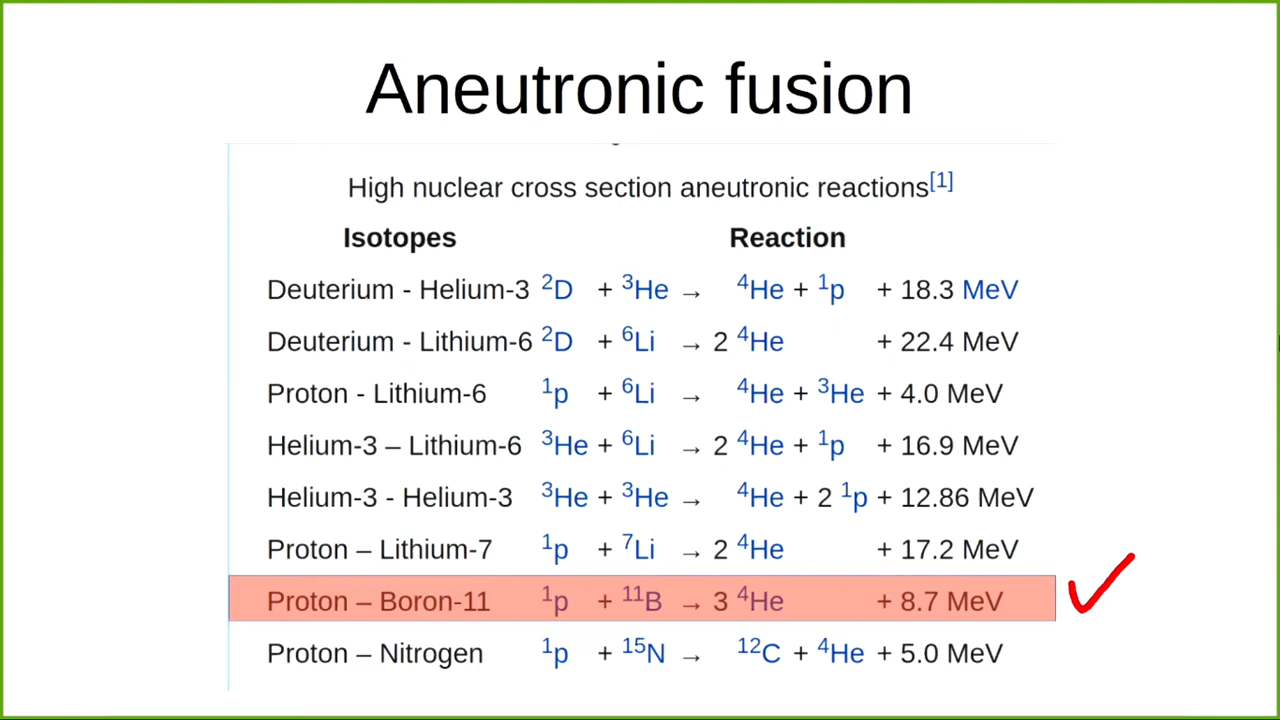 Aneutronic fusion
High nuclear cross section aneutronic reactions[1]
Isotopes Reaction
Deuterium - Helium-3 ²D + ³He → ⁴He + ¹p + 18.3 MeV
Deuterium - Lithium-6 ²D + ⁶Li → 2 ⁴He + 22.4 MeV
Proton - Lithium-6 ¹p + ⁶Li → ⁴He + ³He + 4.0 MeV
Helium-3 – Lithium-6 ³He + ⁶Li → 2 ⁴He + ¹p + 16.9 MeV
Helium-3 - Helium-3 ³He + ³He → ⁴He + 2 ¹p + 12.86 MeV
Proton – Lithium-7 ¹p + ⁷Li → 2 ⁴He + 17.2 MeV
Proton – Boron-11 ¹p + ¹¹B → 3 ⁴He + 8.7 MeV
Proton – Nitrogen ¹p + ¹⁵N → ¹²C + ⁴He + 5.0 MeV